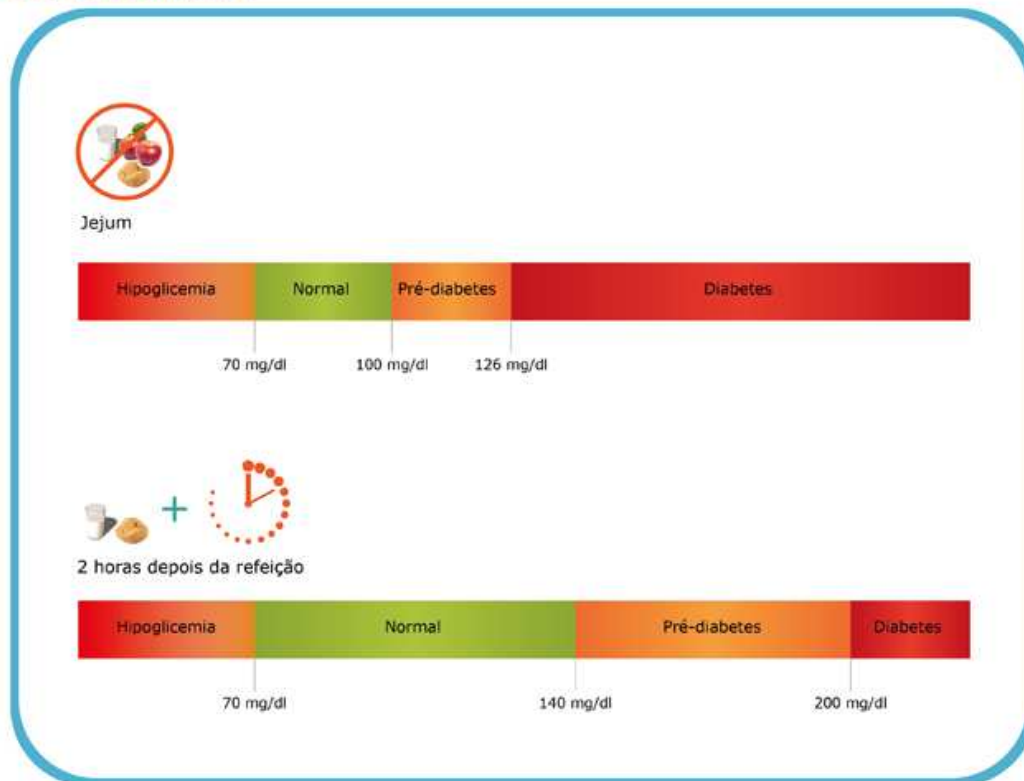 Jejum
Hipoglicemia Normal Pré-diabetes Diabetes
70 mg/dl 100 mg/dl 126 mg/dl
2 horas depois da refeição
Hipoglicemia Normal Pré-diabetes Diabetes
70 mg/dl 140 mg/dl 200 mg/dl